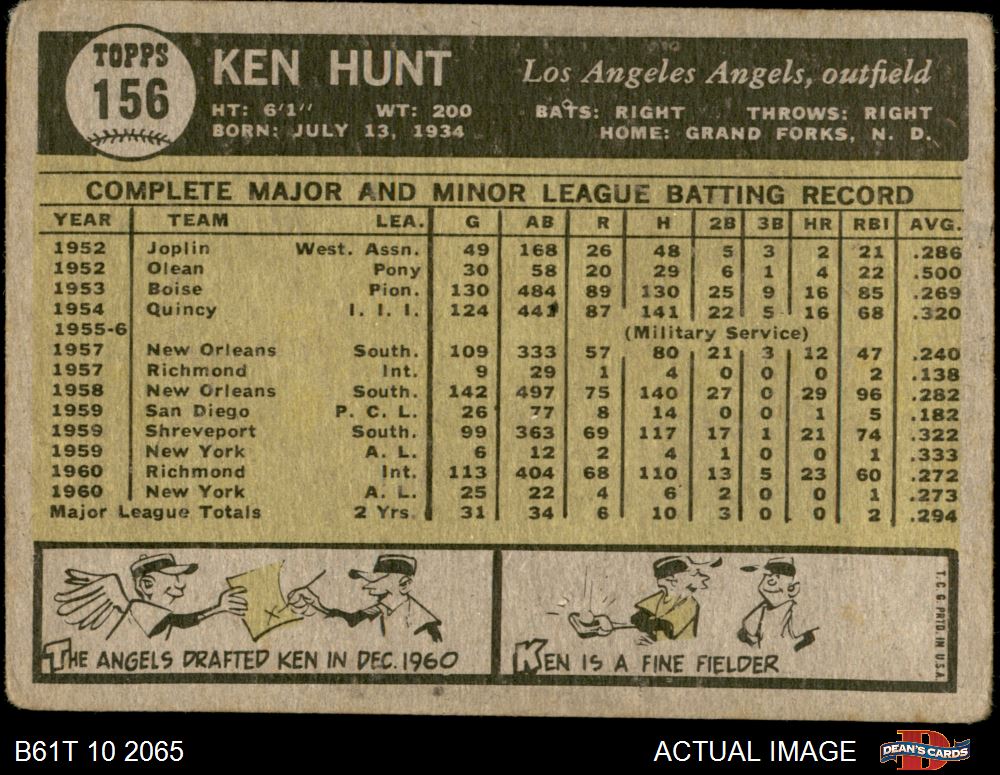 TOPPS
156
KEN HUNT
Los Angeles Angels, outfield
HT: 6'1" WT: 200 BATS: RIGHT THROWS: RIGHT
BORN: JULY 13, 1934 HOME: GRAND FORKS, N. D.
COMPLETE MAJOR AND MINOR LEAGUE BATTING RECORD
YEAR TEAM LEA. G AB R H 2B 3B HR RBI AVG.
1952 Joplin West. Assn. 49 168 26 48 5 3 2 21 .286
1952 Olean Pony 30 58 20 29 6 1 4 22 .500
1953 Boise Pion. 130 484 89 130 25 9 16 85 .269
1954 Quincy I. I. I. 124 441 87 141 22 5 16 68 .320
1955-6 (Military Service)
1957 New Orleans South. 109 333 57 80 21 3 12 47 .240
1957 Richmond Int. 9 29 1 4 0 0 0 2 .138
1958 New Orleans South. 142 497 75 140 27 0 29 96 .282
1959 San Diego P. C. L. 26 77 8 14 0 0 1 5 .182
1959 Shreveport South. 99 363 69 117 17 1 21 74 .322
1959 New York A. L. 6 12 2 4 1 0 0 1 .333
1960 Richmond Int. 113 404 68 110 13 5 23 60 .272
1960 New York A. L. 25 22 4 6 2 0 0 1 .273
Major League Totals 2 Yrs. 31 34 6 10 3 0 0 2 .294
X
THE ANGELS DRAFTED KEN IN DEC. 1960
KEN IS A FINE FIELDER
T. C. G. PRTD. IN U.S.A.
B61T 10 2065
ACTUAL IMAGE
DEAN'S CARDS